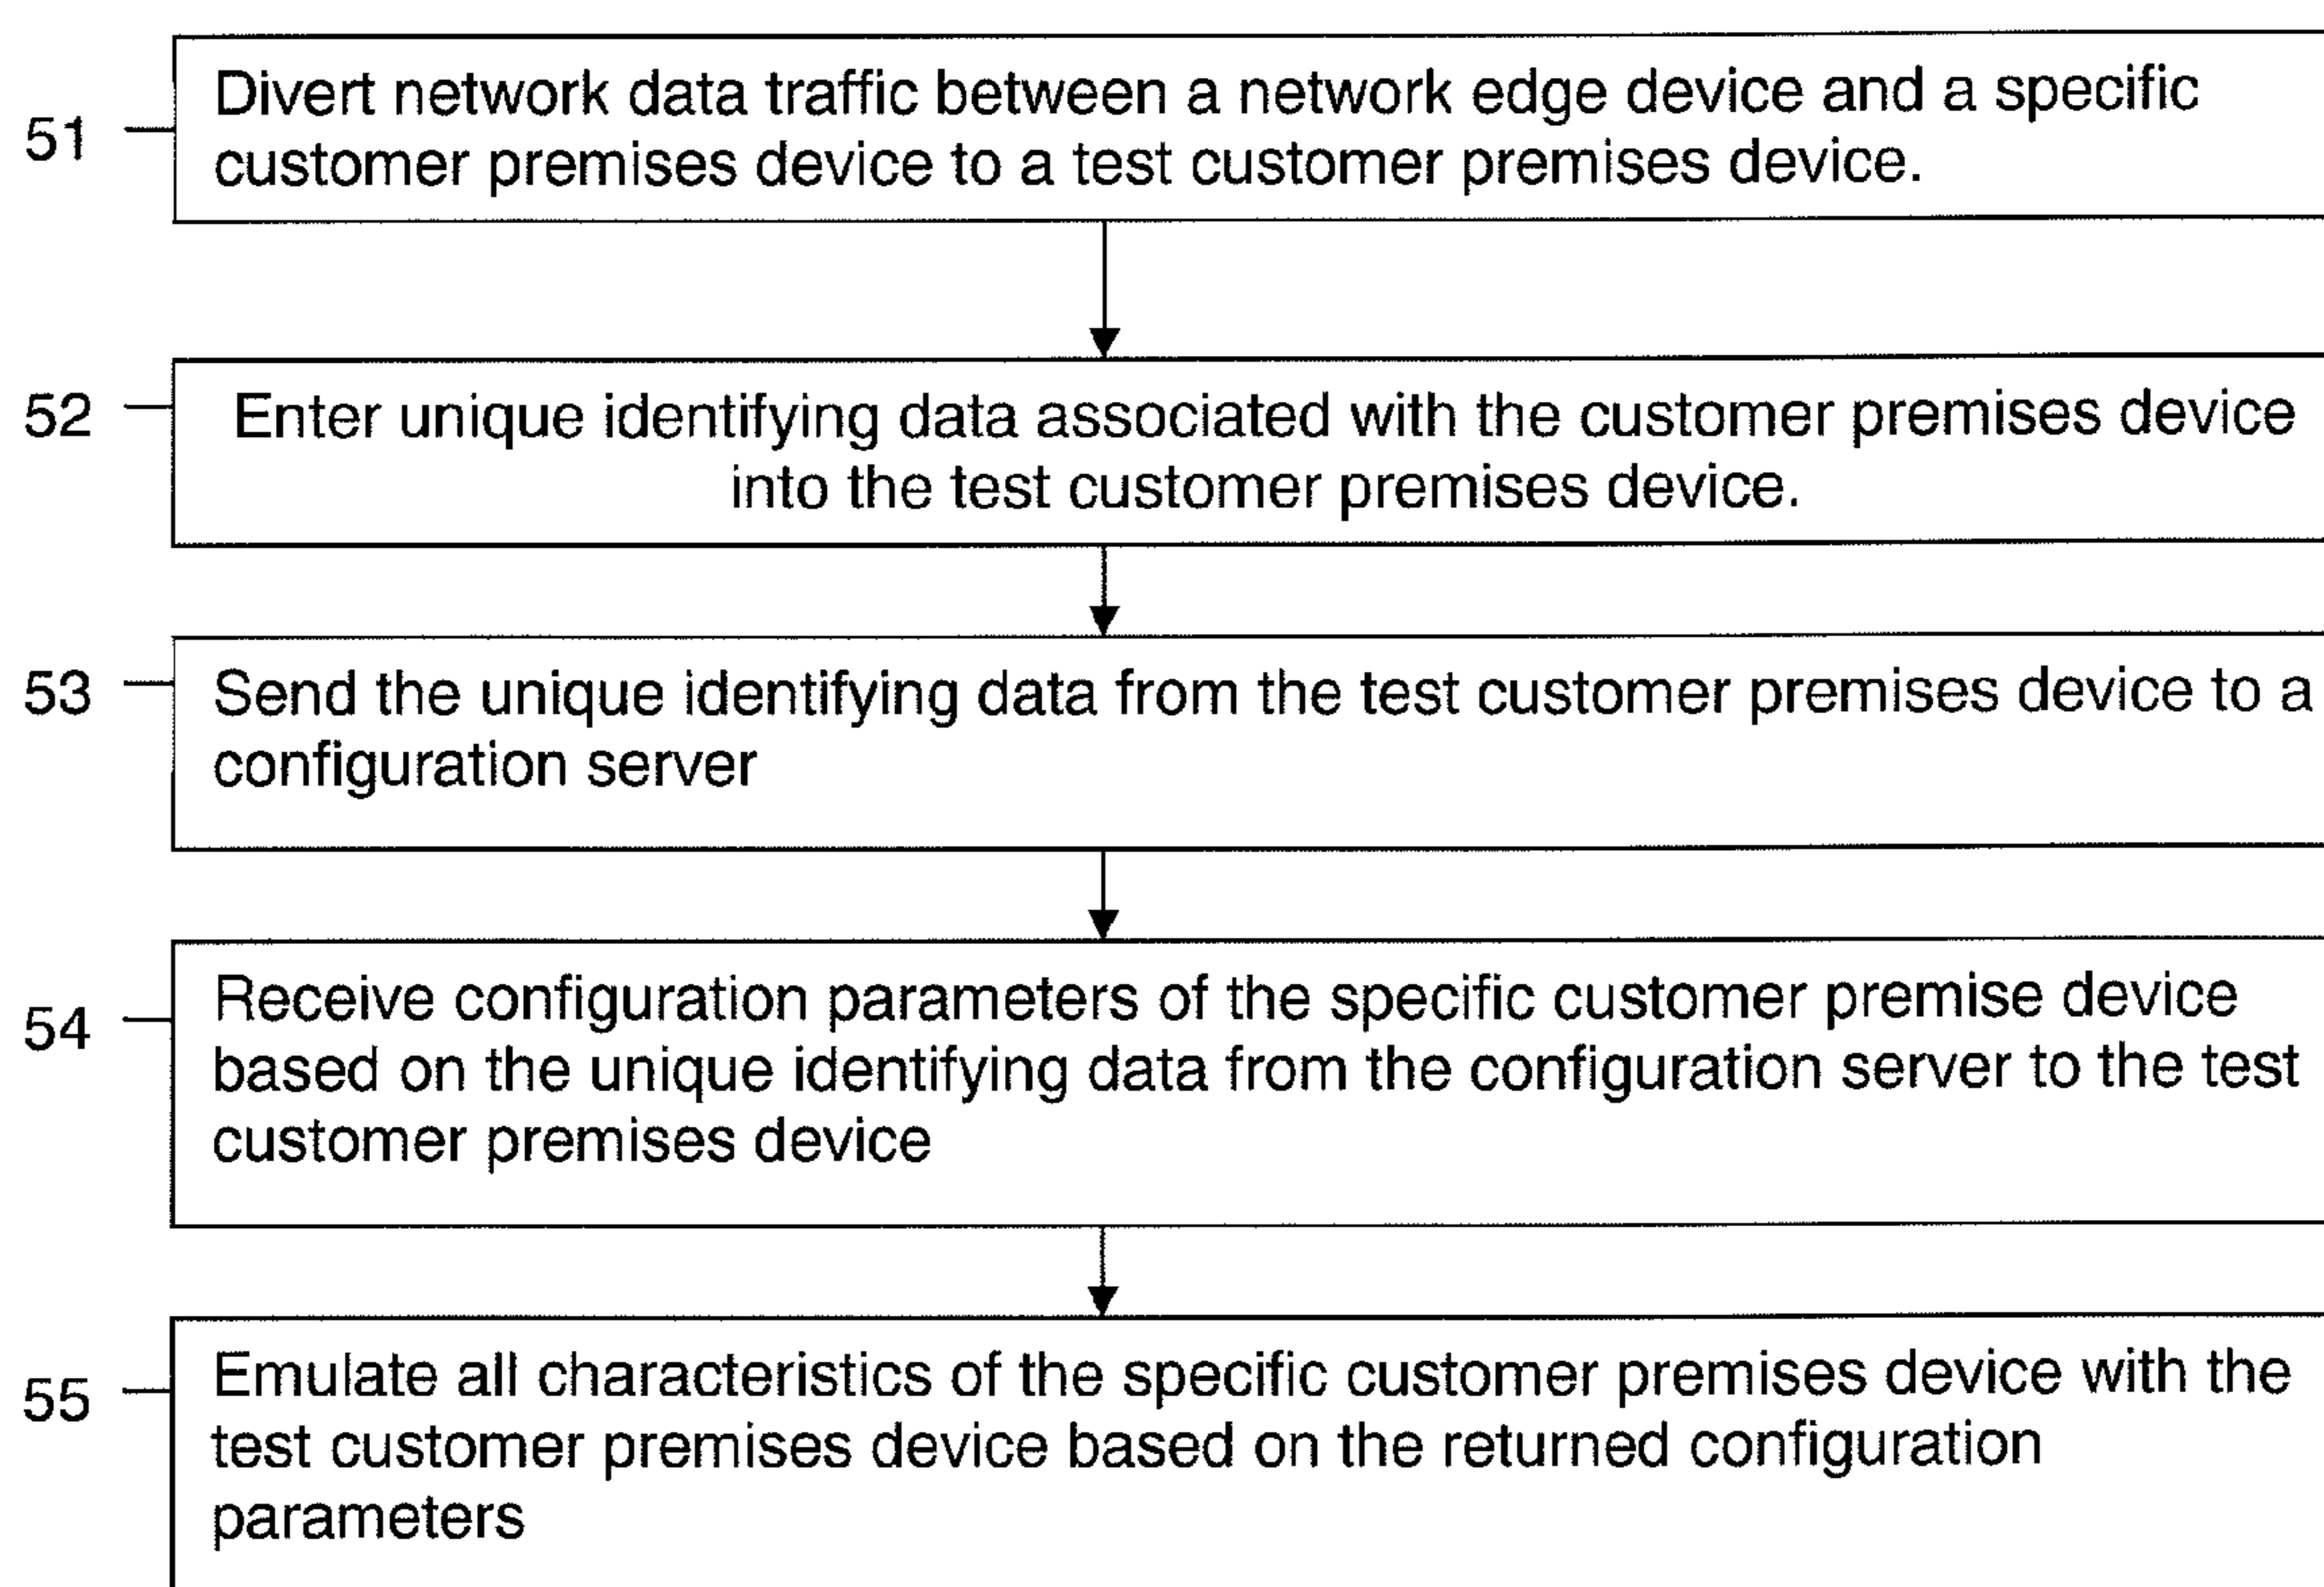 51
Divert network data traffic between a network edge device and a specific
customer premises device to a test customer premises device.
52
Enter unique identifying data associated with the customer premises device
into the test customer premises device.
53
Send the unique identifying data from the test customer premises device to a
configuration server
54
Receive configuration parameters of the specific customer premise device
based on the unique identifying data from the configuration server to the test
customer premises device
55
Emulate all characteristics of the specific customer premises device with the
test customer premises device based on the returned configuration
parameters